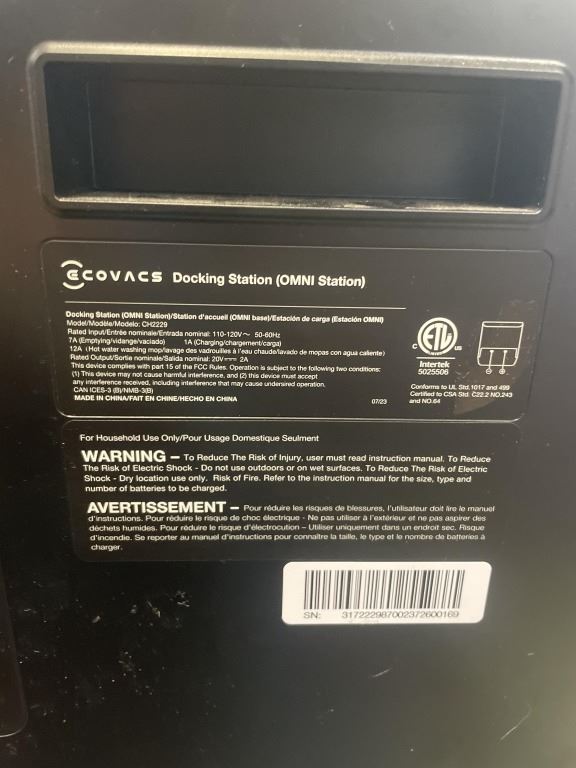 ECOVACS Docking Station (OMNI Station)
Docking Station (OMNI Station)/Station d'accueil (OMNI base)/Estación de carga (Estación OMNI)
Model/Modèle/Modelo: CH2229
Rated Input/Entrée nominale/Entrada nominal: 110-120V~ 50-60Hz
7A (Emptying/vidange/vaciado) 1A (Charging/chargement/carga)
12A (Hot water washing mop/lavage des vadrouilles à l'eau chaude/lavado de mopas con agua caliente)
Rated Output/Sortie nominale/Salida nominal: 20V⎓ 2A
This device complies with part 15 of the FCC Rules. Operation is subject to the following two conditions:
(1) This device may not cause harmful interference, and (2) this device must accept
any interference received, including interference that may cause undesired operation.
CAN ICES-3 (B)/NMB-3(B)
MADE IN CHINA/FAIT EN CHINE/HECHO EN CHINA 07/23
C ETL US
Intertek
5025506
Conforms to UL Std.1017 and 499
Certified to CSA Std. C22.2 NO.243
and NO.64
For Household Use Only/Pour Usage Domestique Seulment
WARNING – To Reduce The Risk of Injury, user must read instruction manual. To Reduce
The Risk of Electric Shock - Do not use outdoors or on wet surfaces. To Reduce The Risk of Electric
Shock - Dry location use only. Risk of Fire. Refer to the instruction manual for the size, type and
number of batteries to be charged.
AVERTISSEMENT – Pour réduire les risques de blessures, l'utilisateur doit lire le manuel
d'instructions. Pour réduire le risque de choc électrique - Ne pas utiliser à l'extérieur et ne pas aspirer des
déchets humides. Pour réduire le risque d'électrocution – Utiliser uniquement dans un endroit sec. Risque
d'incendie. Se reporter au manuel d'instructions pour connaître la taille, le type et le nombre de batteries à
charger.
SN: 317222987002372600169